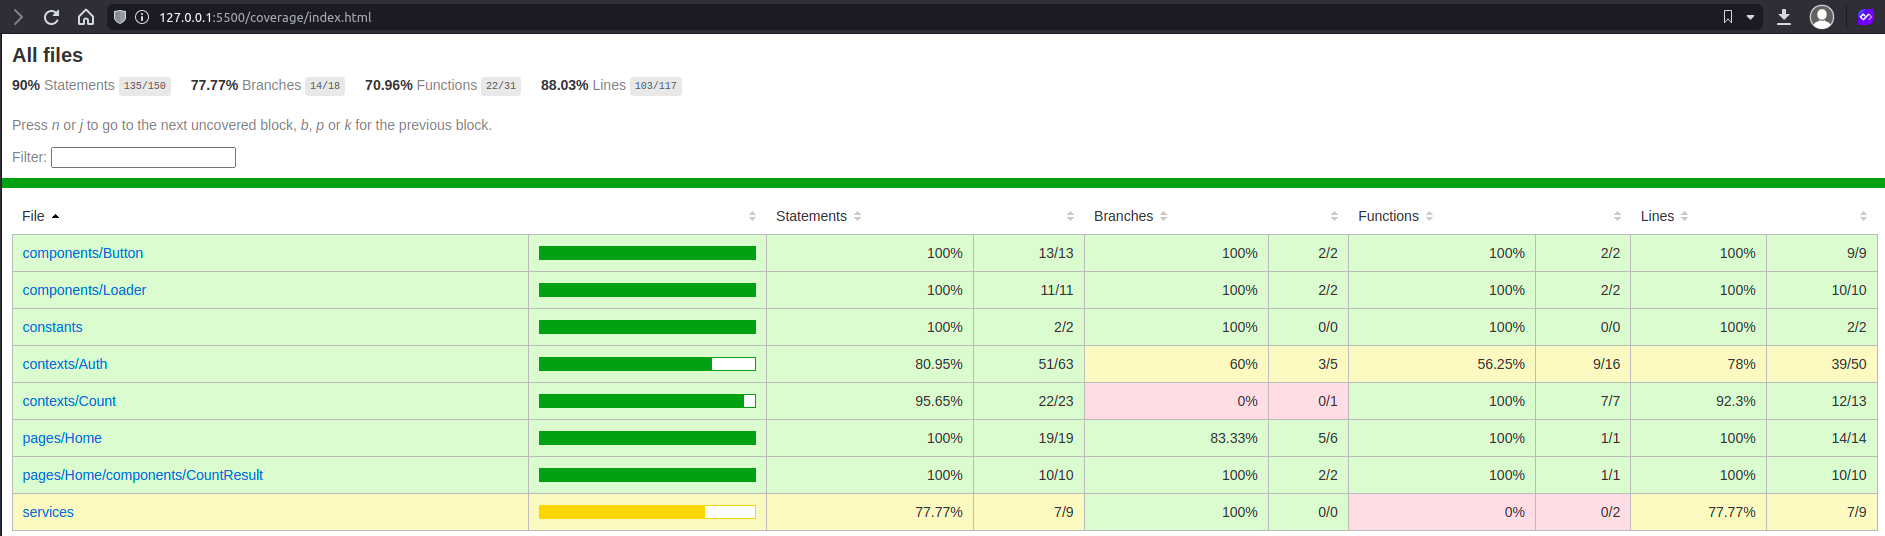 127.0.0.1:5500/coverage/index.html
All files
90% Statements 135/150 77.77% Branches 14/18 70.96% Functions 22/31 88.03% Lines 103/117
Press n or j to go to the next uncovered block, b, p or k for the previous block.
Filter:
File Statements Branches Functions Lines
components/Button 100% 13/13 100% 2/2 100% 2/2 100% 9/9
components/Loader 100% 11/11 100% 2/2 100% 2/2 100% 10/10
constants 100% 2/2 100% 0/0 100% 0/0 100% 2/2
contexts/Auth 80.95% 51/63 60% 3/5 56.25% 9/16 78% 39/50
contexts/Count 95.65% 22/23 0% 0/1 100% 7/7 92.3% 12/13
pages/Home 100% 19/19 83.33% 5/6 100% 1/1 100% 14/14
pages/Home/components/CountResult 100% 10/10 100% 2/2 100% 1/1 100% 10/10
services 77.77% 7/9 100% 0/0 0% 0/2 77.77% 7/9